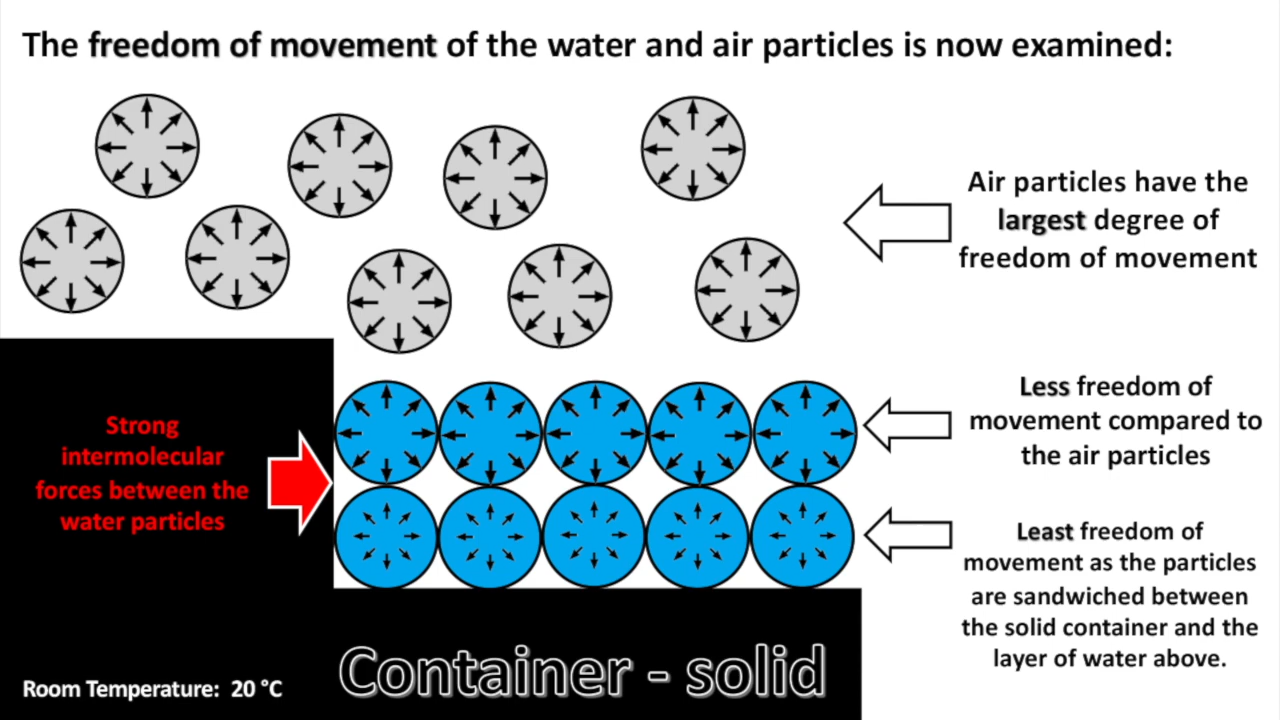 The freedom of movement of the water and air particles is now examined:
Air particles have the
largest degree of
freedom of movement
Less freedom of
movement compared to
the air particles
Strong
intermolecular
forces between the
water particles
Least freedom of
movement as the particles
are sandwiched between
the solid container and the
layer of water above.
Container - solid
Room Temperature: 20 °C